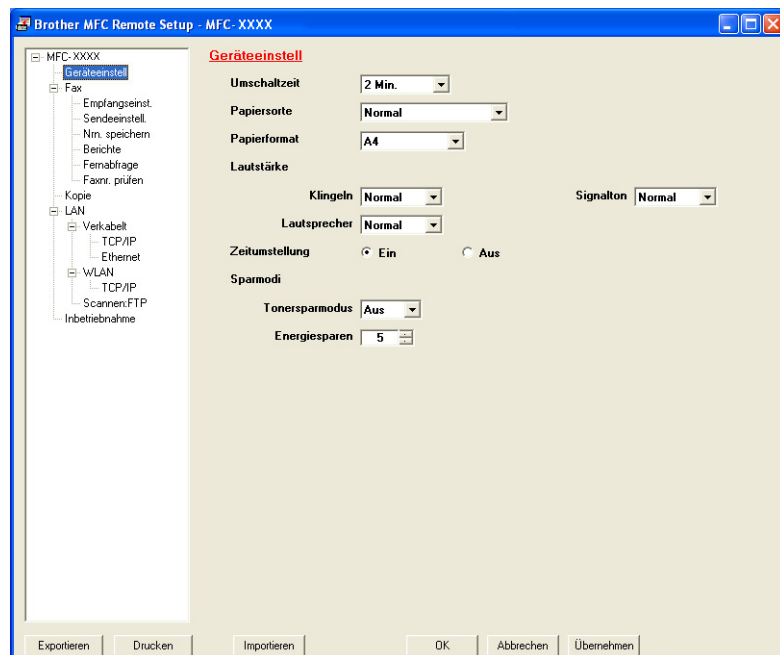 Brother MFC Remote Setup - MFC-XXXX
MFC-XXXX
Geräteeinstell
Fax
Empfangseinst.
Sendeeinstell.
Nrn. speichern
Berichte
Fernabfrage
Faxnr. prüfen
Kopie
LAN
Verkabelt
TCP/IP
Ethernet
WLAN
TCP/IP
Scannen:FTP
Inbetriebnahme
Geräteeinstell
Umschaltzeit 2 Min.
Papiersorte Normal
Papierformat A4
Lautstärke
Klingeln Normal Signalton Normal
Lautsprecher Normal
Zeitumstellung Ein Aus
Sparmodi
Tonersparmodus Aus
Energiesparen 5
Exportieren Drucken Importieren OK Abbrechen Übernehmen